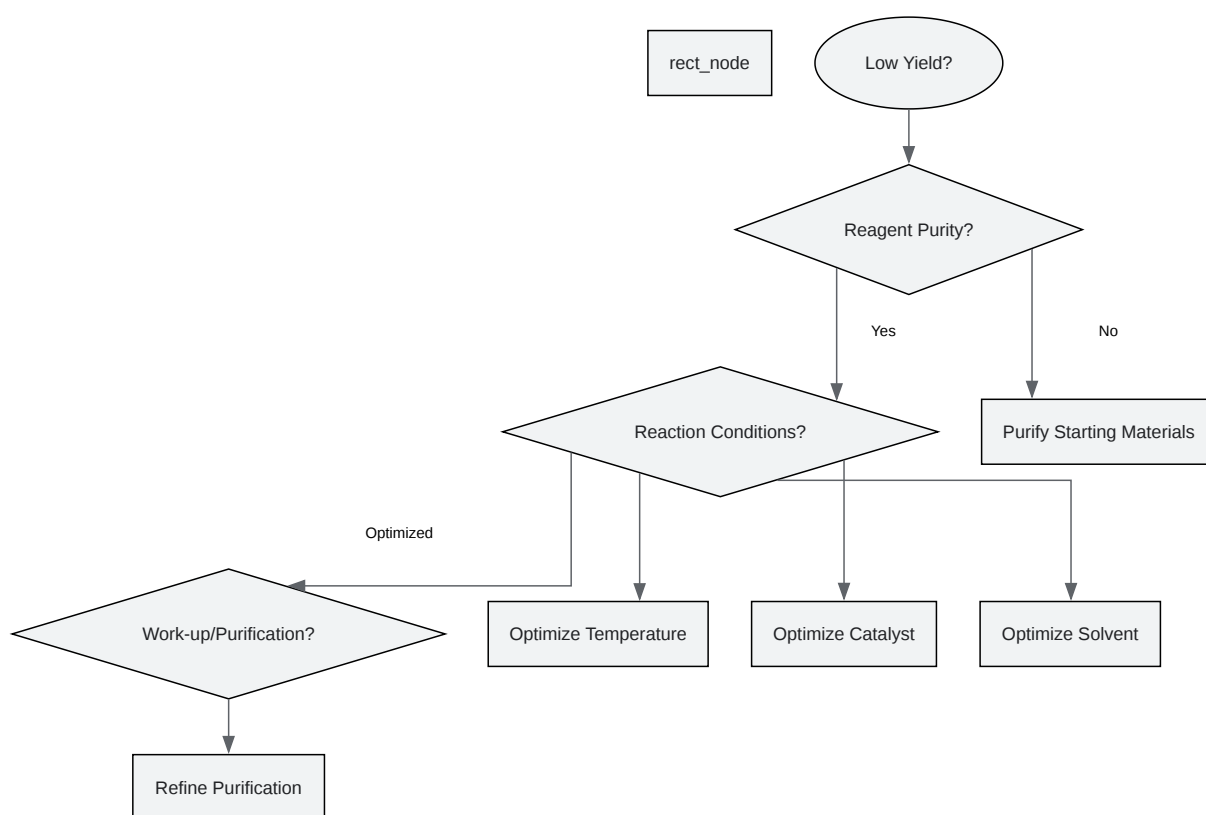 rect_node
Low Yield?
Reagent Purity?
Yes
No
Reaction Conditions?
Purify Starting Materials
Optimized
Work-up/Purification?
Optimize Temperature
Optimize Catalyst
Optimize Solvent
Refine Purification